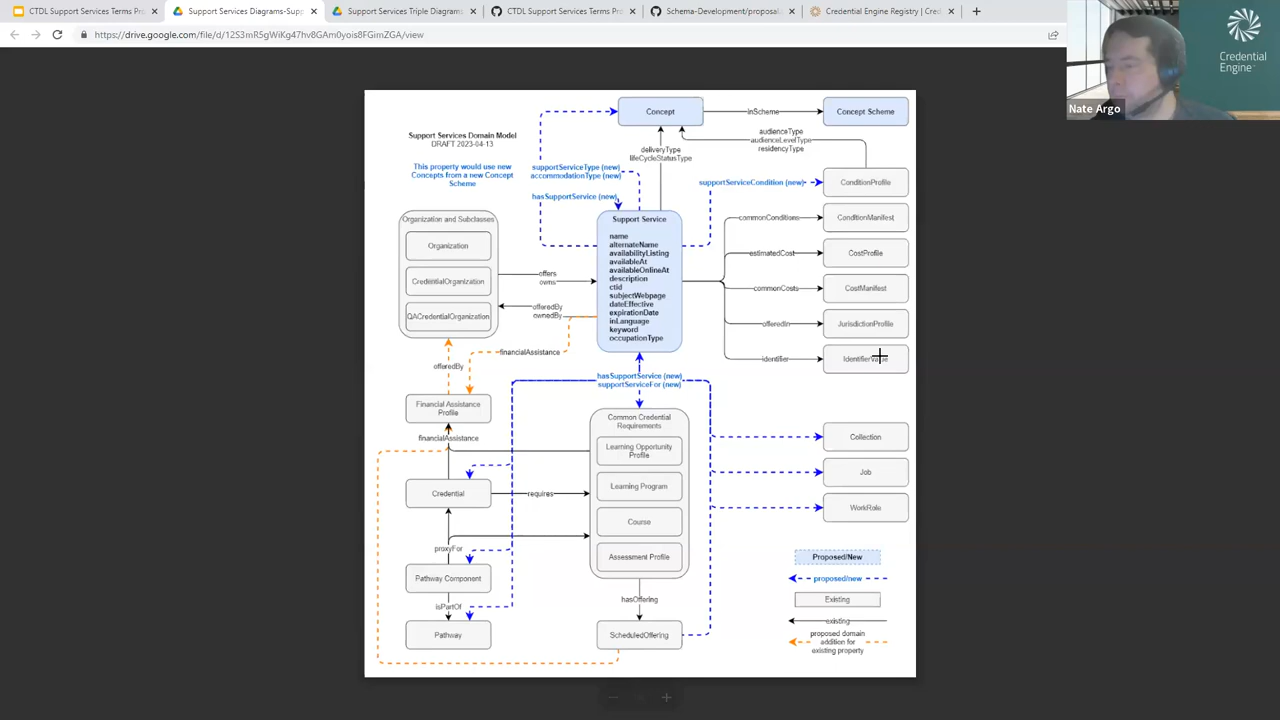 CTDL Support Services Terms Pro
Support Services Diagrams-Supp
Support Services Triple Diagrams
CTDL Support Services Terms Pro
Schema-Development/proposal
Credential Engine Registry | Cred
https://drive.google.com/file/d/12S3mR5gWiKg47hv8GAm0yois8FGimZGA/view
Credential
Engine
Nate Argo
Support Services Domain Model
DRAFT 2023-04-13
This property would use new
Concepts from a new Concept
Scheme
Concept
inScheme
Concept Scheme
audienceType
audienceLevelType
residencyType
deliveryType
lifeCycleStatusType
supportServiceType (new)
accommodationType (new)
hasSupportService (new)
supportServiceCondition (new)
ConditionProfile
Organization and Subclasses
Organization
CredentialOrganization
QACredentialOrganization
offers
owns
offeredBy
ownedBy
financialAssistance
Support Service
name
alternateName
availabilityListing
availableAt
availableOnlineAt
description
ctid
subjectWebpage
dateEffective
expirationDate
inLanguage
keyword
occupationType
commonConditions
ConditionManifest
estimatedCost
CostProfile
commonCosts
CostManifest
offeredIn
JurisdictionProfile
identifier
IdentifierValue
offeredBy
hasSupportService (new)
supportServiceFor (new)
Financial Assistance
Profile
financialAssistance
Credential
requires
proxyFor
Pathway Component
isPartOf
Pathway
Common Credential
Requirements
Learning Opportunity
Profile
Learning Program
Course
Assessment Profile
hasOffering
ScheduledOffering
Collection
Job
WorkRole
Proposed/New
proposed/new
Existing
existing
proposed domain
addition for
existing property